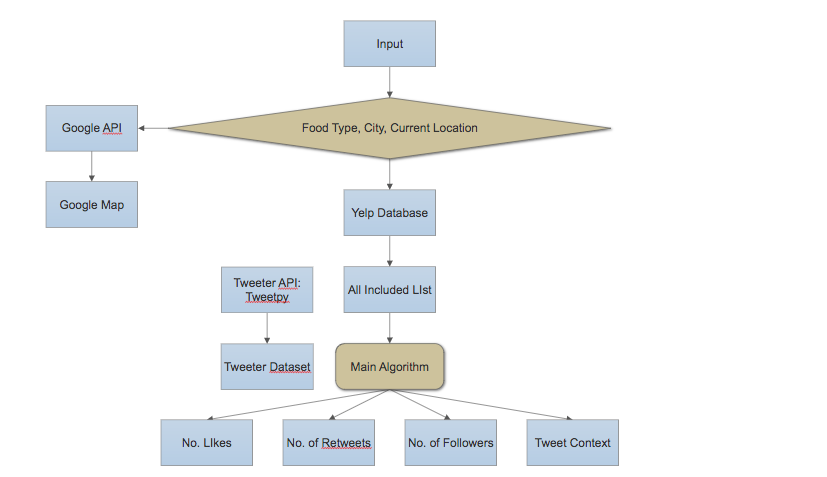 Input
Food Type, City, Current Location
Google API
Google Map
Yelp Database
Tweeter API:
Tweetpy
All Included LIst
Tweeter Dataset
Main Algorithm
No. LIkes
No. of Retweets
No. of Followers
Tweet Context